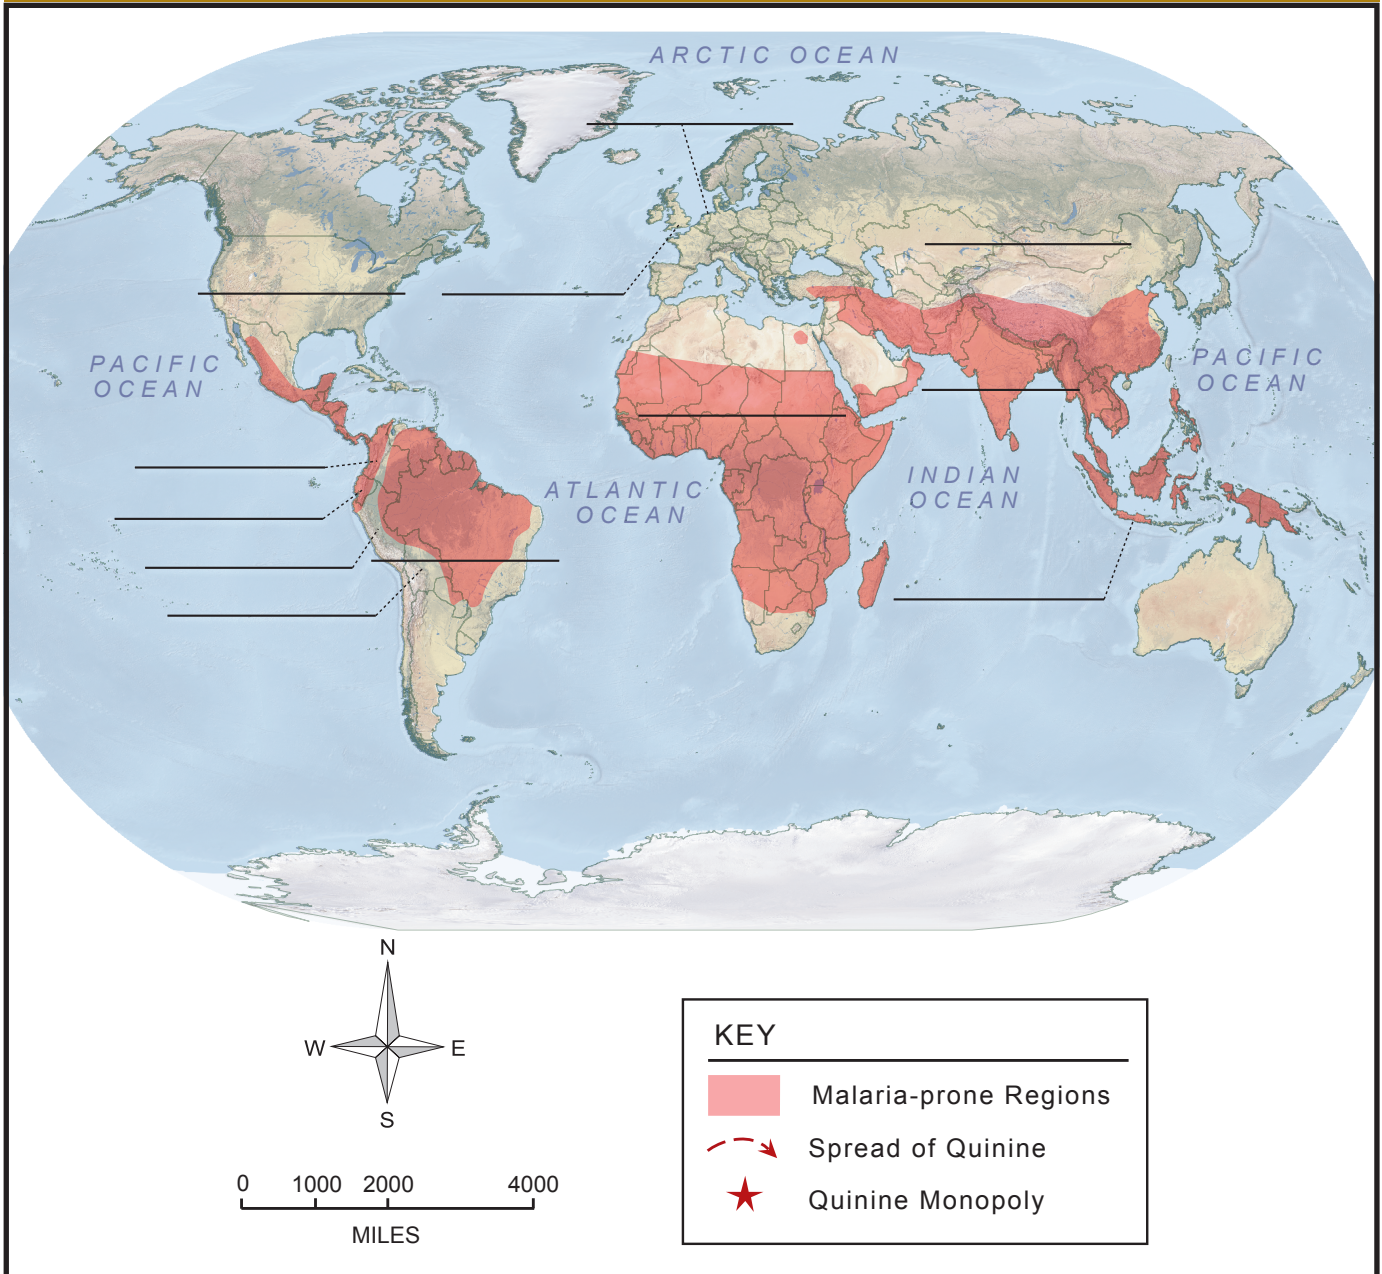 ARCTIC OCEAN
PACIFIC
OCEAN
PACIFIC
OCEAN
ATLANTIC
OCEAN
INDIAN
OCEAN
N
W E
S
0 1000 2000 4000
MILES
KEY
Malaria-prone Regions
Spread of Quinine
Quinine Monopoly